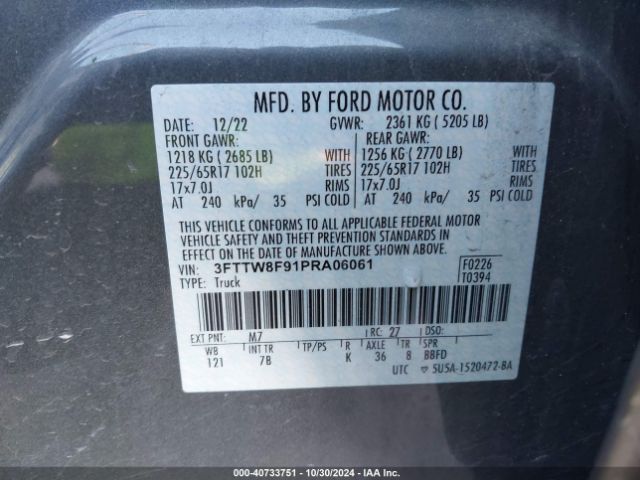 MFD. BY FORD MOTOR CO.
DATE: 12/22 GVWR: 2361 KG ( 5205 LB)
FRONT GAWR: REAR GAWR:
1218 KG ( 2685 LB) WITH 1256 KG ( 2770 LB) WITH
225/65R17 102H TIRES 225/65R17 102H TIRES
17x7.0J RIMS 17x7.0J RIMS
AT 240 kPa/ 35 PSI COLD AT 240 kPa/ 35 PSI COLD
THIS VEHICLE CONFORMS TO ALL APPLICABLE FEDERAL MOTOR
VEHICLE SAFETY AND THEFT PREVENTION STANDARDS IN
EFFECT ON THE DATE OF MANUFACTURE SHOWN ABOVE.
VIN: 3FTTW8F91PRA06061 F0226
TYPE: Truck T0394
EXT PNT: M7 RC: 27 DSO:
WB INT TR TP/PS R AXLE TR SPR
121 7B K 36 8 BBFD
UTC 5U5A-1520472-BA
© - 40733751 - 10/30/2024 - IAA, Inc.